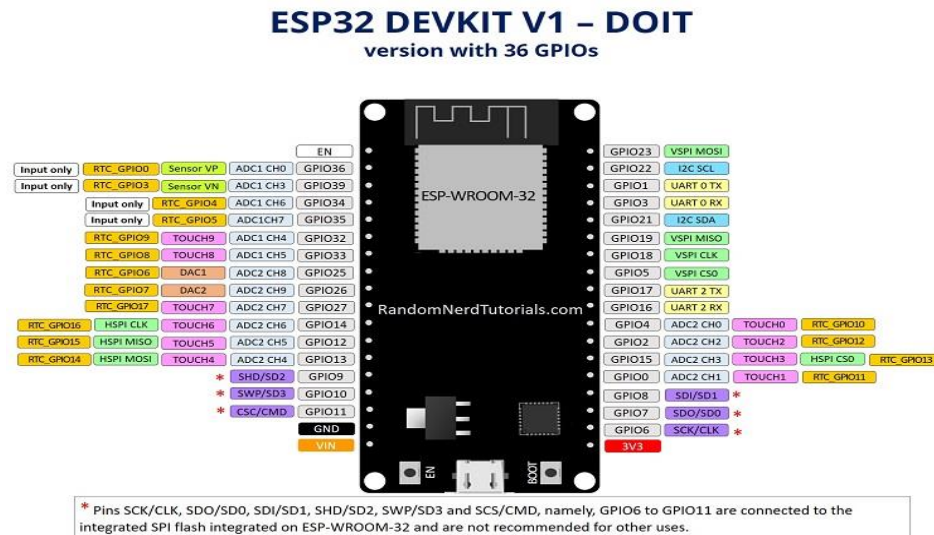 ESP32 DEVKIT V1 – DOIT
version with 36 GPIOs
EN
Input only RTC_GPIO0 Sensor VP ADC1 CH0 GPIO36
Input only RTC_GPIO3 Sensor VN ADC1 CH3 GPIO39
Input only RTC_GPIO4 ADC1 CH6 GPIO34
Input only RTC_GPIO5 ADC1CH7 GPIO35
RTC_GPIO9 TOUCH9 ADC1 CH4 GPIO32
RTC_GPIO8 TOUCH8 ADC1 CH5 GPIO33
RTC_GPIO6 DAC1 ADC2 CH8 GPIO25
RTC_GPIO7 DAC2 ADC2 CH9 GPIO26
RTC_GPIO17 TOUCH7 ADC2 CH7 GPIO27
RTC_GPIO16 HSPI CLK TOUCH6 ADC2 CH6 GPIO14
RTC_GPIO15 HSPI MISO TOUCH5 ADC2 CH5 GPIO12
RTC_GPIO14 HSPI MOSI TOUCH4 ADC2 CH4 GPIO13
* SHD/SD2 GPIO9
* SWP/SD3 GPIO10
* CSC/CMD GPIO11
GND
VIN
ESP-WROOM-32
RandomNerdTutorials.com
EN
BOOT
GPIO23 VSPI MOSI
GPIO22 I2C SCL
GPIO1 UART 0 TX
GPIO3 UART 0 RX
GPIO21 I2C SDA
GPIO19 VSPI MISO
GPIO18 VSPI CLK
GPIO5 VSPI CS0
GPIO17 UART 2 TX
GPIO16 UART 2 RX
GPIO4 ADC2 CH0 TOUCH0 RTC_GPIO10
GPIO2 ADC2 CH2 TOUCH2 RTC_GPIO12
GPIO15 ADC2 CH3 TOUCH3 HSPI CS0 RTC_GPIO13
GPIO0 ADC2 CH1 TOUCH1 RTC_GPIO11
GPIO8 SDI/SD1 *
GPIO7 SDO/SD0 *
GPIO6 SCK/CLK *
3V3
* Pins SCK/CLK, SDO/SD0, SDI/SD1, SHD/SD2, SWP/SD3 and SCS/CMD, namely, GPIO6 to GPIO11 are connected to the
integrated SPI flash integrated on ESP-WROOM-32 and are not recommended for other uses.